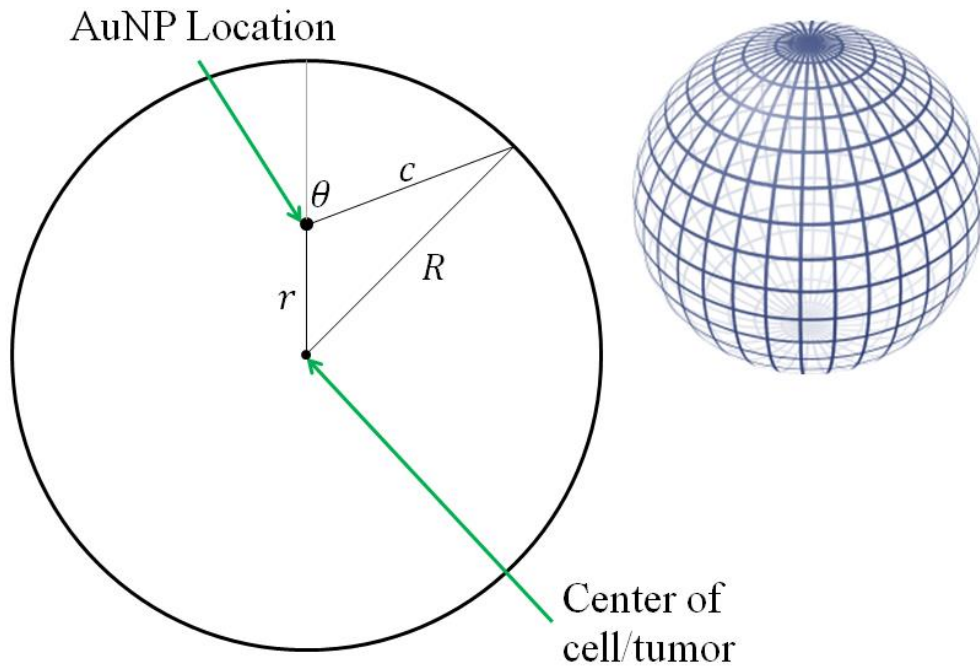 AuNP Location
θ
c
R
r
Center of
cell/tumor